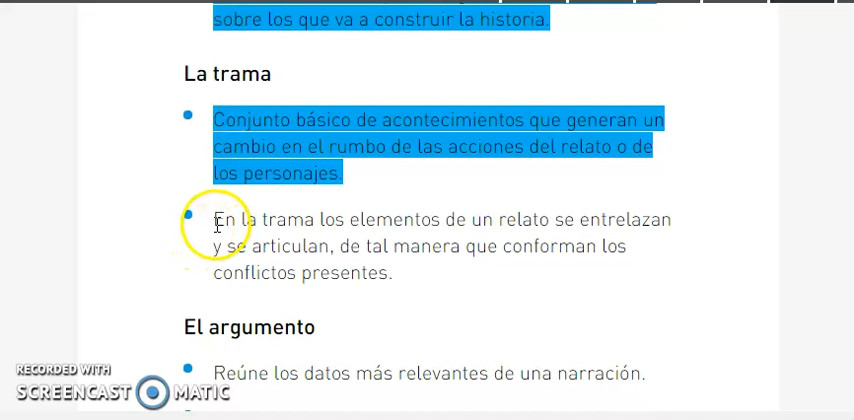 sobre los que va a construir la historia.
La trama
Conjunto básico de acontecimientos que generan un
cambio en el rumbo de las acciones del relato o de
los personajes.
En la trama los elementos de un relato se entrelazan
y se articulan, de tal manera que conforman los
conflictos presentes.
El argumento
Reúne los datos más relevantes de una narración.
RECORDED WITH
SCREENCAST MATIC